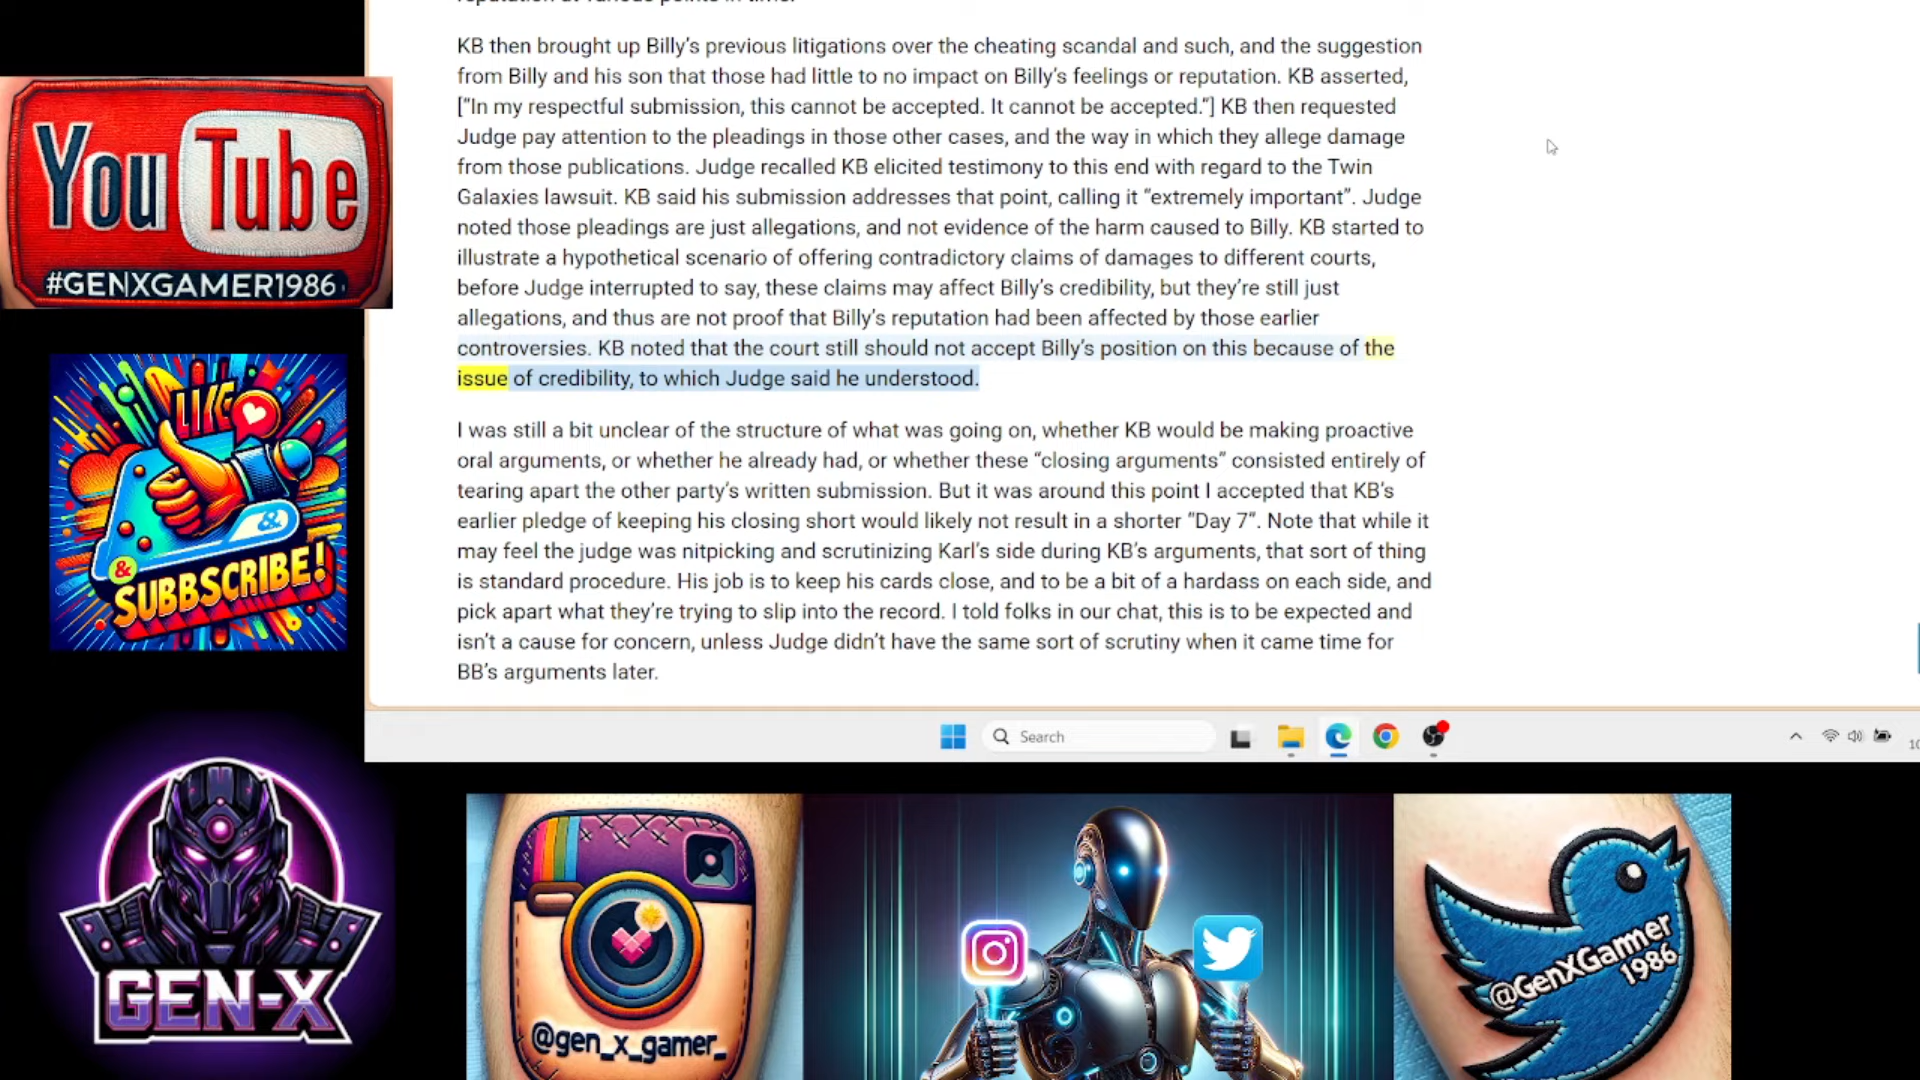 reputation at various points in time.
KB then brought up Billy’s previous litigations over the cheating scandal and such, and the suggestion
from Billy and his son that those had little to no impact on Billy’s feelings or reputation. KB asserted,
[“In my respectful submission, this cannot be accepted. It cannot be accepted.”] KB then requested
Judge pay attention to the pleadings in those other cases, and the way in which they allege damage
from those publications. Judge recalled KB elicited testimony to this end with regard to the Twin
Galaxies lawsuit. KB said his submission addresses that point, calling it “extremely important”. Judge
noted those pleadings are just allegations, and not evidence of the harm caused to Billy. KB started to
illustrate a hypothetical scenario of offering contradictory claims of damages to different courts,
before Judge interrupted to say, these claims may affect Billy’s credibility, but they’re still just
allegations, and thus are not proof that Billy’s reputation had been affected by those earlier
controversies. KB noted that the court still should not accept Billy’s position on this because of the
issue of credibility, to which Judge said he understood.
I was still a bit unclear of the structure of what was going on, whether KB would be making proactive
oral arguments, or whether he already had, or whether these “closing arguments” consisted entirely of
tearing apart the other party’s written submission. But it was around this point I accepted that KB’s
earlier pledge of keeping his closing short would likely not result in a shorter “Day 7”. Note that while it
may feel the judge was nitpicking and scrutinizing Karl’s side during KB’s arguments, that sort of thing
is standard procedure. His job is to keep his cards close, and to be a bit of a hardass on each side, and
pick apart what they’re trying to slip into the record. I told folks in our chat, this is to be expected and
isn’t a cause for concern, unless Judge didn’t have the same sort of scrutiny when it came time for
BB’s arguments later.
YouTube
#GENXGAMER1986
LIKE
&
& SUBBSCRIBE!
GEN-X
Search
10
@gen_x_gamer_
@GenXGamer
1986